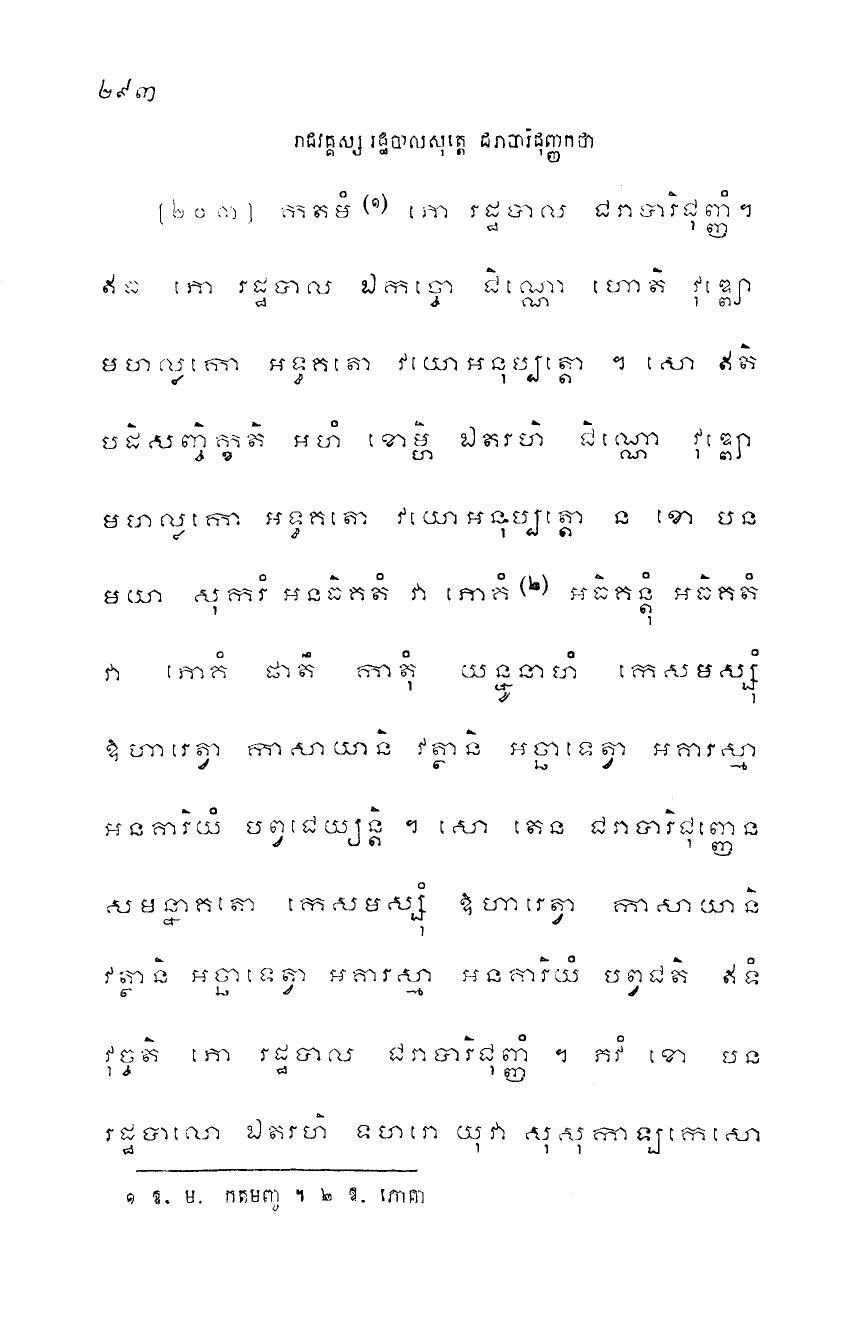 ២៩៣
រាជវគ្គស្ស រដ្ឋបាលសុត្តេ ជរាបារិជុញ្ញកថា
[២០៣] កតមំ (១) ភោ រដ្ឋបាល ជរាបារិជុញ្ញំ។
ឥធ ភោ រដ្ឋបាល ឯកច្ចោ ជិណ្ណោ ហោតិ វុឌ្ឍោ
មហល្លកោ អទ្ធគតោ វយោអនុប្បត្តោ ។ សោ ឥតិ
បដិសញ្ចិក្ខតិ អហំ ខោម្ហិ ឯតរហិ ជិណ្ណោ វុឌ្ឍោ
មហល្លកោ អទ្ធគតោ វយោអនុប្បត្តោ ន ខោ បន
មយា សុការំ អនធិគតំ វា ភោគំ (២) អធិគន្តុំ អធិគតំ
វា ភោគំ ផាតឹ កាតុំ យន្នូនាហំ កេសមស្សុំ
ឱហារេត្វា កាសាយានិ វត្ថានិ អច្ឆាទេត្វា អគារស្មា
អនគារិយំ បព្វជេយ្យន្តិ ។ សោ តេន ជរាបារិជុញ្ញេន
សមន្នាគតោ កេសមស្សុំ ឱហារេត្វា កាសាយានិ
វត្ថានិ អច្ឆាទេត្វា អគារស្មា អនគារិយំ បព្វជតិ ឥទំ
វុច្ចតិ ភោ រដ្ឋបាល ជរាបារិជុញ្ញំ ។ ភវំ ខោ បន
រដ្ឋបាលោ ឯតរហិ ទហរោ យុវា សុសុកាឡកេសោ
១ ឱ. ម. កតមញ្ច ។ ២ ឱ. ភោគា